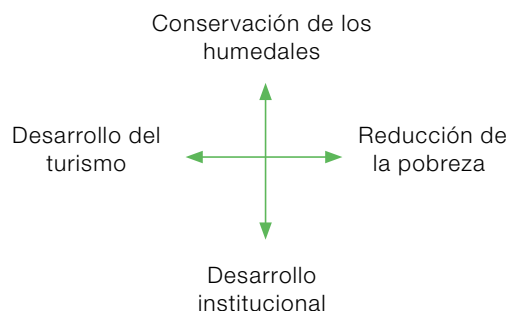 Conservación de los
humedales
Desarrollo del
turismo
Reducción de
la pobreza
Desarrollo
institucional